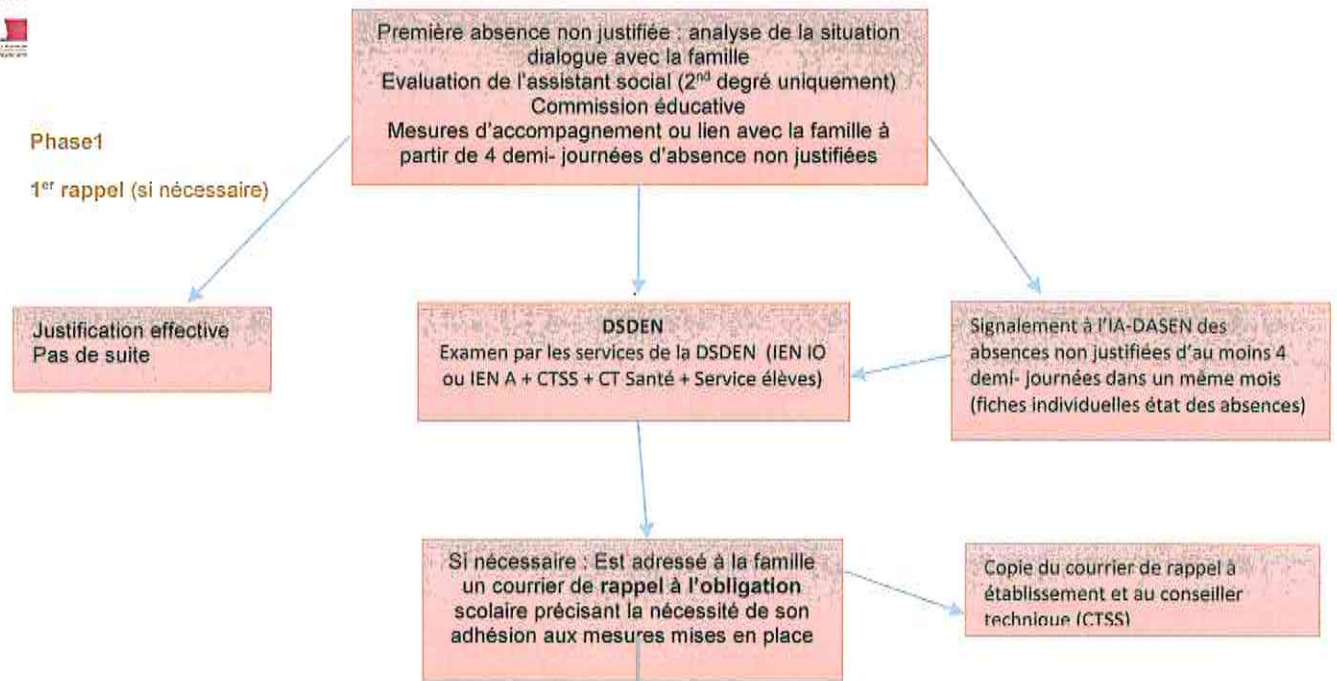 Première absence non justifiée : analyse de la situation
dialogue avec la famille
Evaluation de l'assistant social (2nd degré uniquement)
Commission éducative
Mesures d'accompagnement ou lien avec la famille à
partir de 4 demi- journées d'absence non justifiées
Phase1
1er rappel (si nécessaire)
Justification effective
Pas de suite
DSDEN
Examen par les services de la DSDEN (IEN IO
ou IEN A + CTSS + CT Santé + Service élèves)
Signalement à l'IA-DASEN des
absences non justifiées d'au moins 4
demi- journées dans un même mois
(fiches individuelles état des absences)
Si nécessaire : Est adressé à la famille
un courrier de rappel à l'obligation
scolaire précisant la nécessité de son
adhésion aux mesures mises en place
Copie du courrier de rappel à
établissement et au conseiller
technique (CTSS)